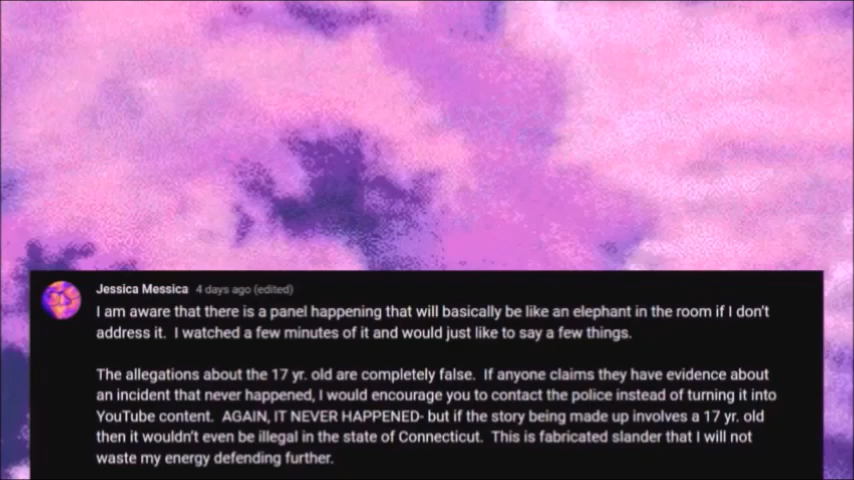 Jessica Messica 4 days ago (edited)
I am aware that there is a panel happening that will basically be like an elephant in the room if I don't
address it. I watched a few minutes of it and would just like to say a few things.
The allegations about the 17 yr. old are completely false. If anyone claims they have evidence about
an incident that never happened, I would encourage you to contact the police instead of turning it into
YouTube content. AGAIN, IT NEVER HAPPENED- but if the story being made up involves a 17 yr. old
then it wouldn't even be illegal in the state of Connecticut. This is fabricated slander that I will not
waste my energy defending further.